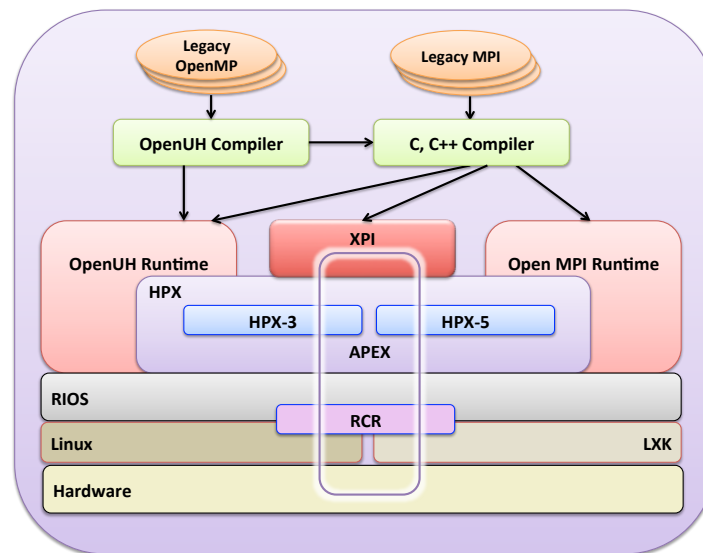 Legacy
OpenMP
Legacy MPI
OpenUH Compiler
C, C++ Compiler
XPI
OpenUH Runtime
Open MPI Runtime
HPX
HPX-3
HPX-5
APEX
RIOS
RCR
Linux
LXK
Hardware